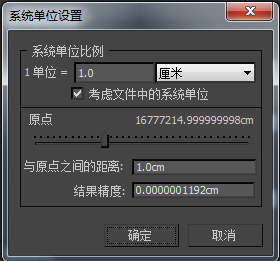 系统单位设置
系统单位比例
1 单位 = 1.0 厘米
考虑文件中的系统单位
原点 16777214.999999998cm
与原点之间的距离: 1.0cm
结果精度: 0.0000001192cm
确定 取消